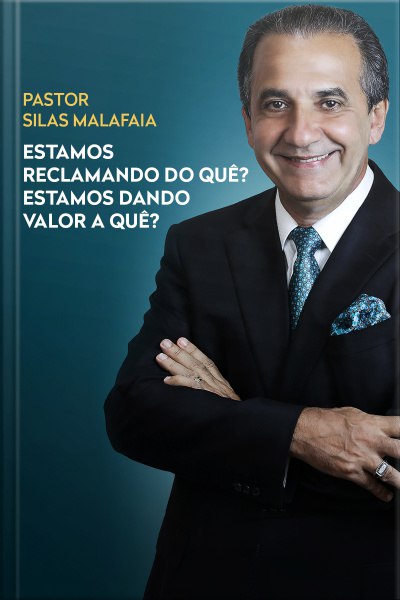 PASTOR
SILAS MALAFAIA
ESTAMOS
RECLAMANDO DO QUÊ?
ESTAMOS DANDO
VALOR A QUÊ?